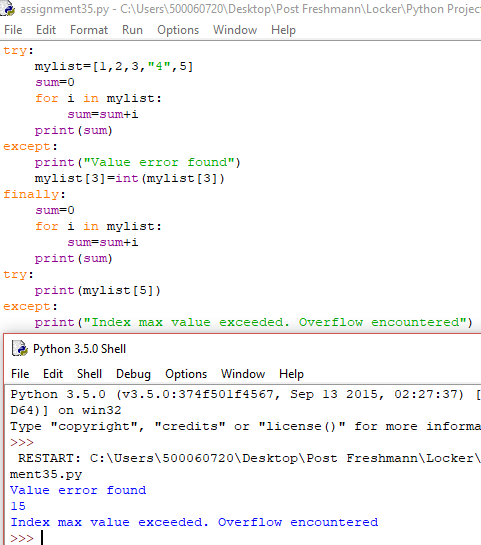 assignment35.py - C:\Users\500060720\Desktop\Post Freshmann\Locker\Python Projec
File Edit Format Run Options Window Help
try:
    mylist=[1,2,3,"4",5]
    sum=0
    for i in mylist:
        sum=sum+i
    print(sum)
except:
    print("Value error found")
    mylist[3]=int(mylist[3])
finally:
    sum=0
    for i in mylist:
        sum=sum+i
    print(sum)
try:
    print(mylist[5])
except:
    print("Index max value exceeded. Overflow encountered")
Python 3.5.0 Shell
File Edit Shell Debug Options Window Help
Python 3.5.0 (v3.5.0:374f501f4567, Sep 13 2015, 02:27:37) [
D64)] on win32
Type "copyright", "credits" or "license()" for more informa
>>>
 RESTART: C:\Users\500060720\Desktop\Post Freshmann\Locker\
ment35.py
Value error found
15
Index max value exceeded. Overflow encountered
>>>